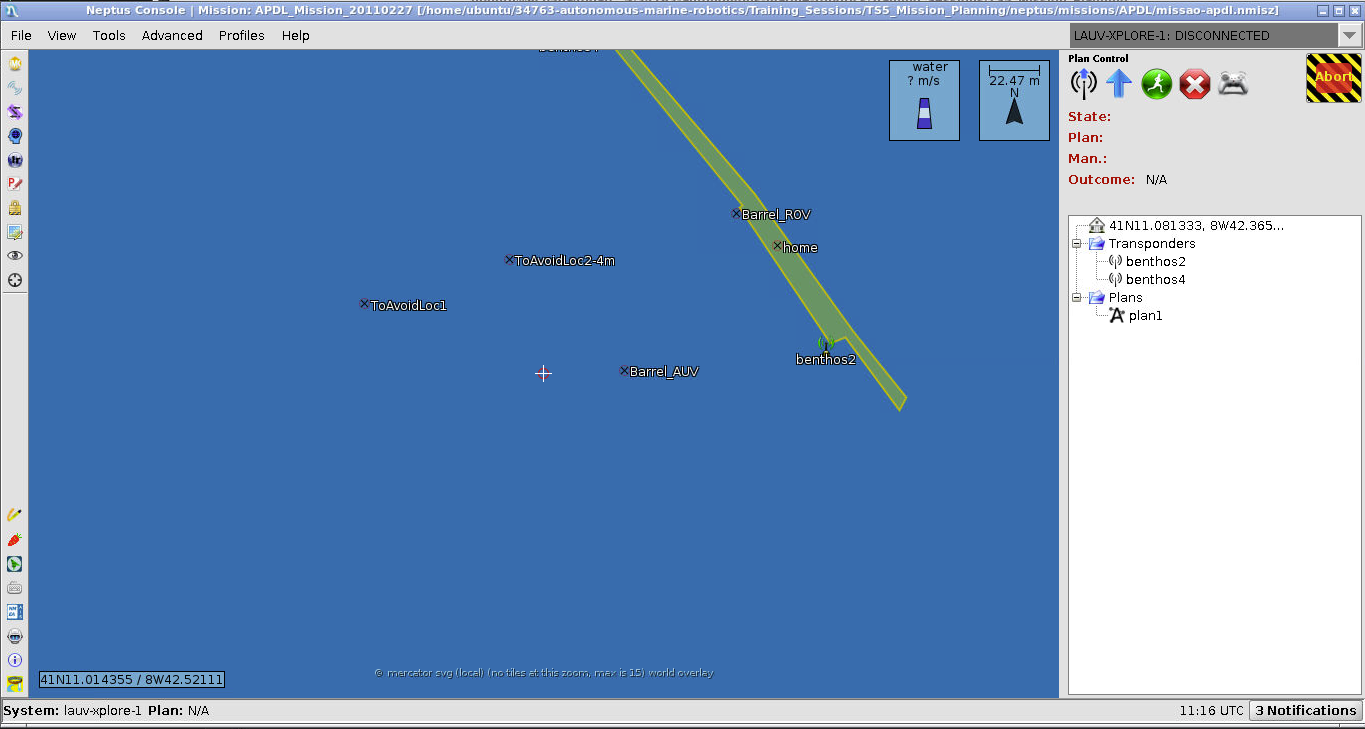 Neptus Console | Mission: APDL_Mission_20110227 [/home/ubuntu/34763-autonomous-marine-robotics/Training_Sessions/TS5_Mission_Planning/neptus/missions/APDL/missao-apdl.nmisz]
File View Tools Advanced Profiles Help
LAUV-XPLORE-1: DISCONNECTED
water
? m/s
22.47 m
N
Plan Control
Abort
State:
Plan:
Man.:
Outcome: N/A
Barrel_ROV
home
ToAvoidLoc2-4m
ToAvoidLoc1
benthos2
Barrel_AUV
41N11.081333, 8W42.365...
Transponders
benthos2
benthos4
Plans
plan1
© mercator svg (local) (no tiles at this zoom, max is 15) world overlay
41N11.014355 / 8W42.52111
System: lauv-xplore-1 Plan: N/A
11:16 UTC
3 Notifications